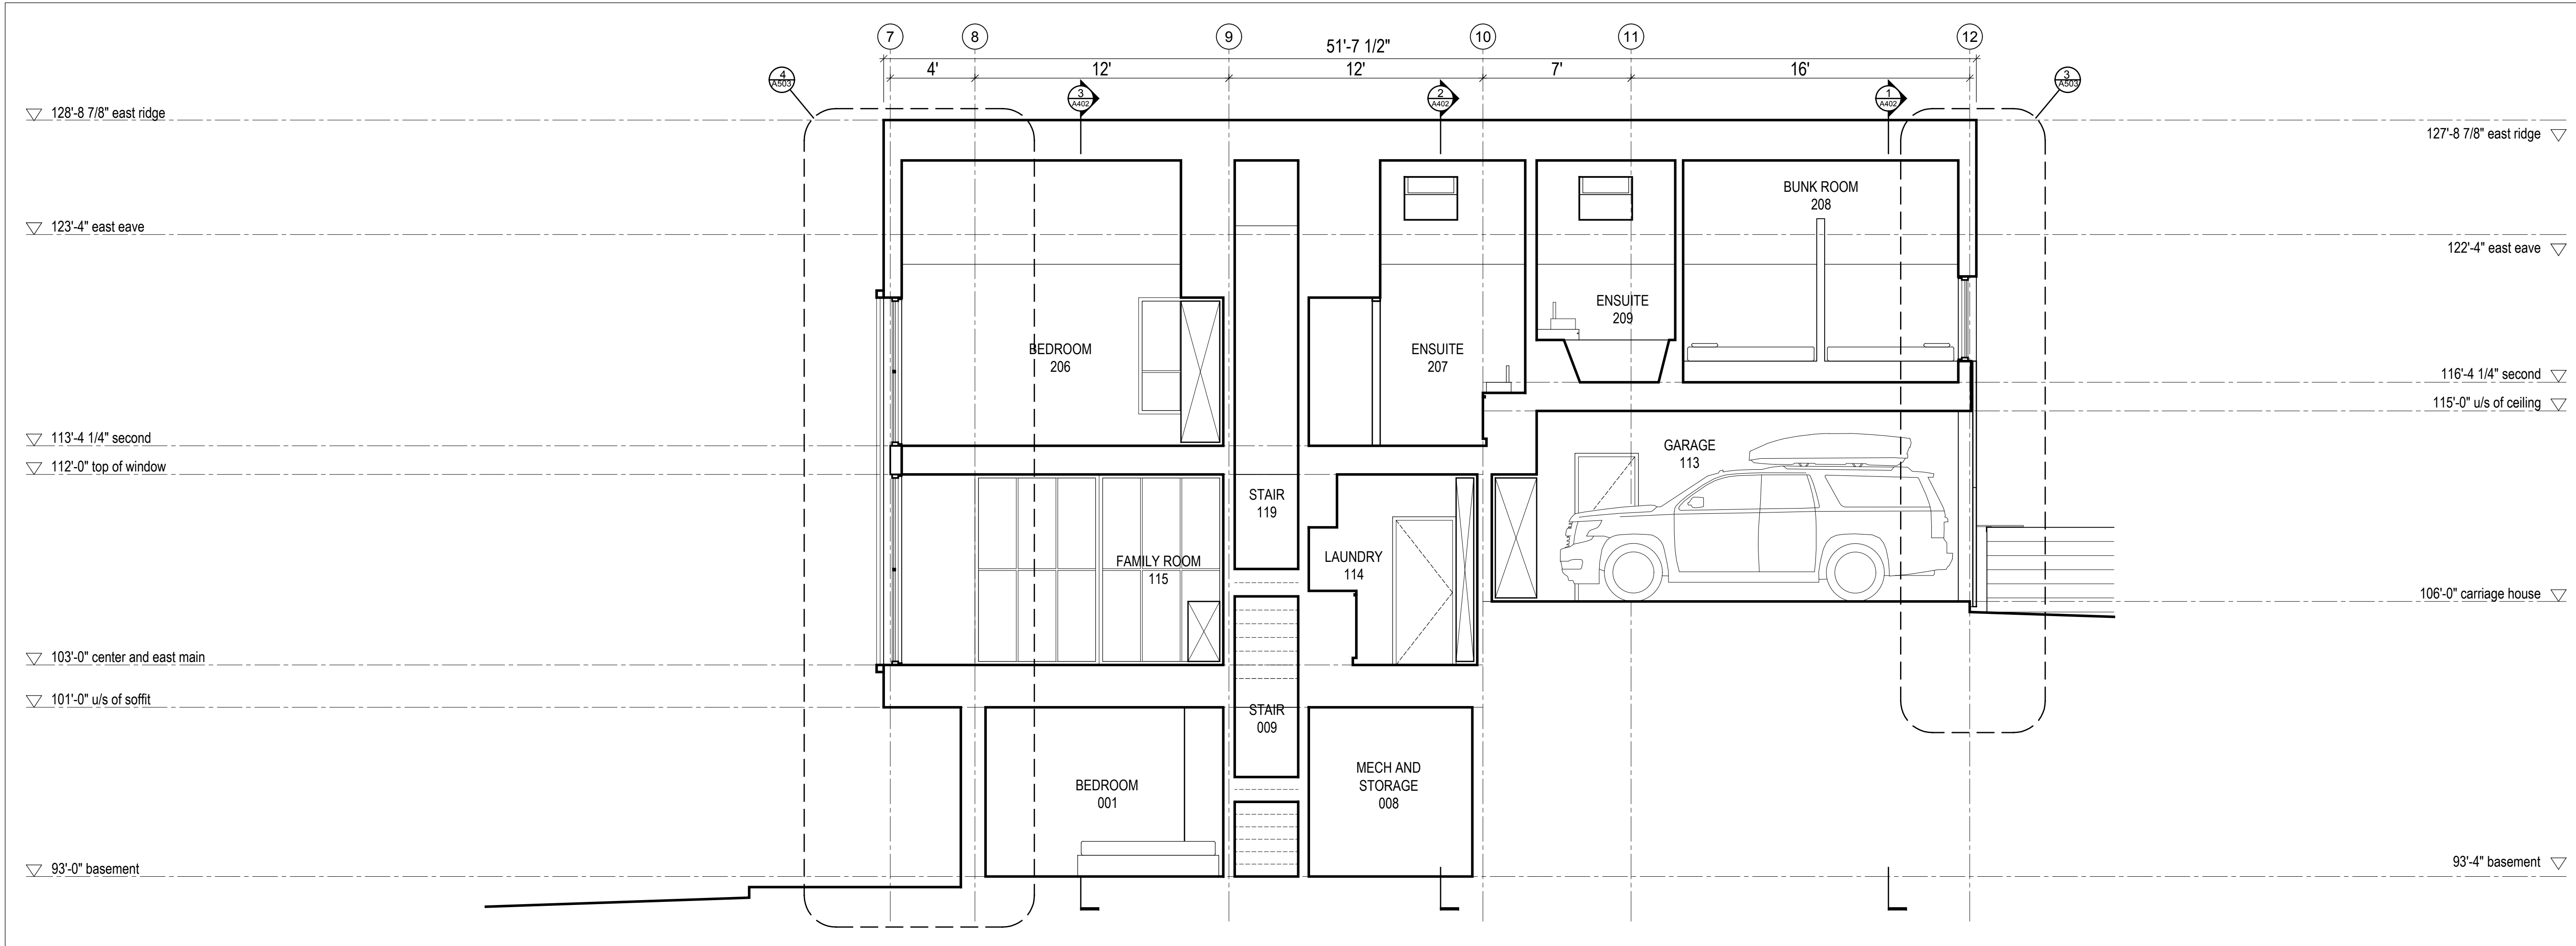 7
8
9
10
11
12
51'-7 1/2"
4'
12'
12'
7'
16'
4
A503
3
A402
2
A402
1
A402
3
A503
128'-8 7/8" east ridge
127'-8 7/8" east ridge
BUNK ROOM
208
123'-4" east eave
122'-4" east eave
ENSUITE
209
BEDROOM
206
ENSUITE
207
116'-4 1/4" second
115'-0" u/s of ceiling
113'-4 1/4" second
GARAGE
113
112'-0" top of window
STAIR
119
FAMILY ROOM
115
LAUNDRY
114
106'-0" carriage house
103'-0" center and east main
101'-0" u/s of soffit
STAIR
009
BEDROOM
001
MECH AND
STORAGE
008
93'-0" basement
93'-4" basement